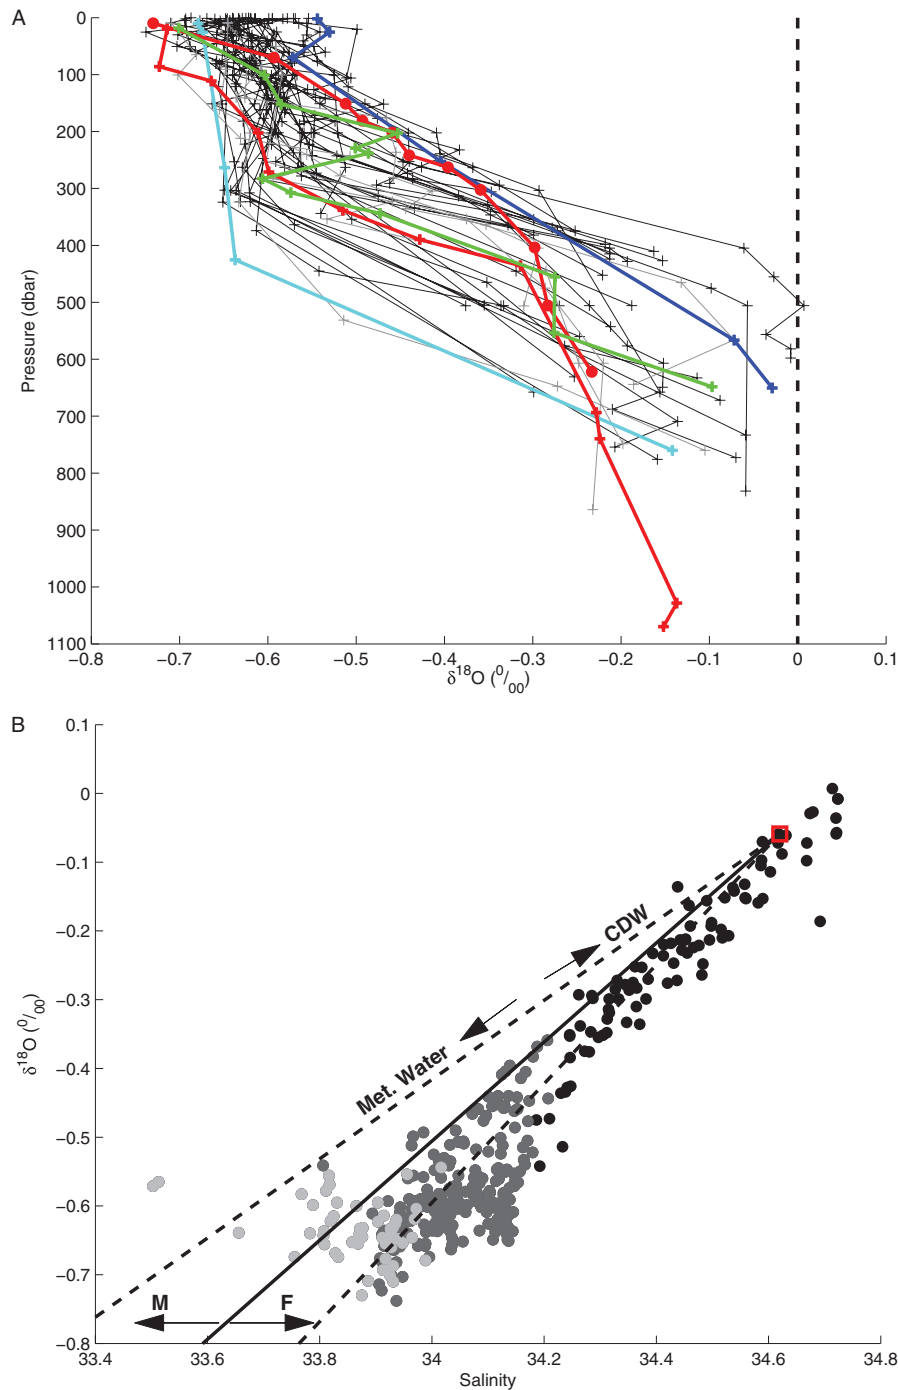 A
0
100
200
300
400
500
600
700
800
900
1000
1100
Pressure (dbar)
−0.8 −0.7 −0.6 −0.5 −0.4 −0.3 −0.2 −0.1 0 0.1
δ18O (0/00)
B
0.1
0
−0.1
−0.2
−0.3
−0.4
−0.5
−0.6
−0.7
−0.8
δ18O (0/00)
CDW
Met. Water
M F
33.4 33.6 33.8 34 34.2 34.4 34.6 34.8
Salinity